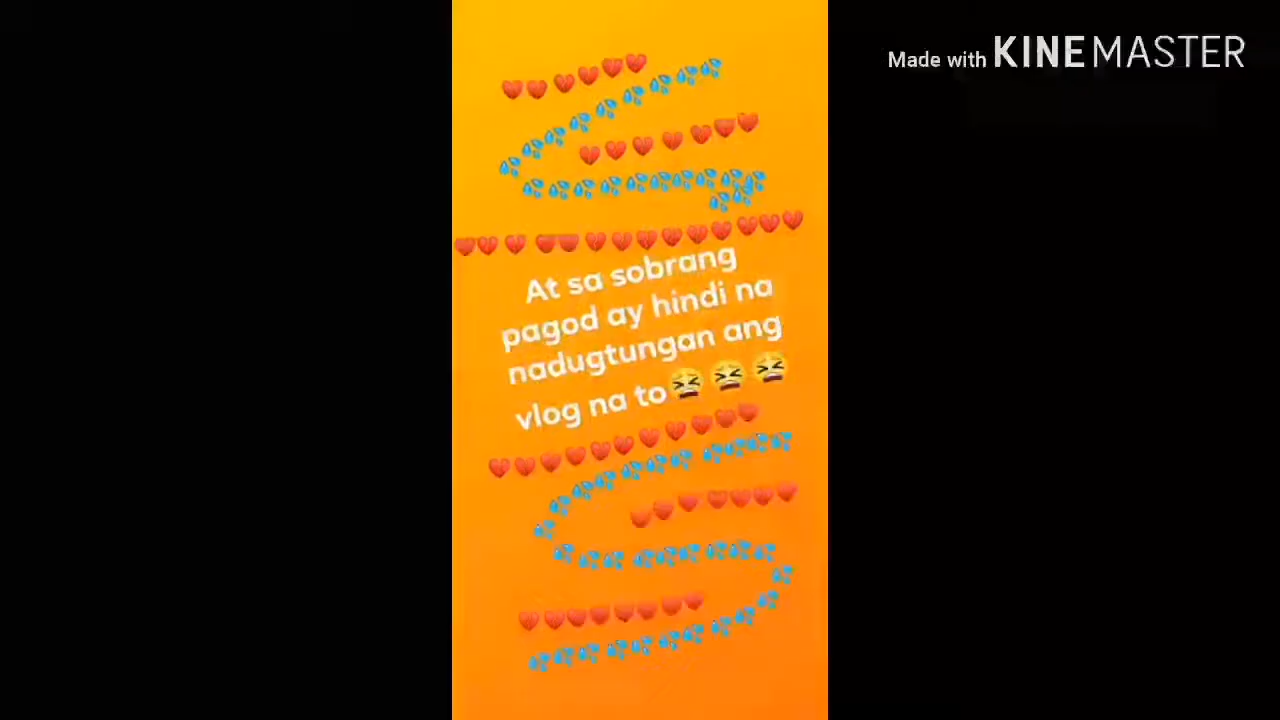 Made with KINEMASTER
At sa sobrang
pagod ay hindi na
nadugtungan ang
vlog na to😫😫😫